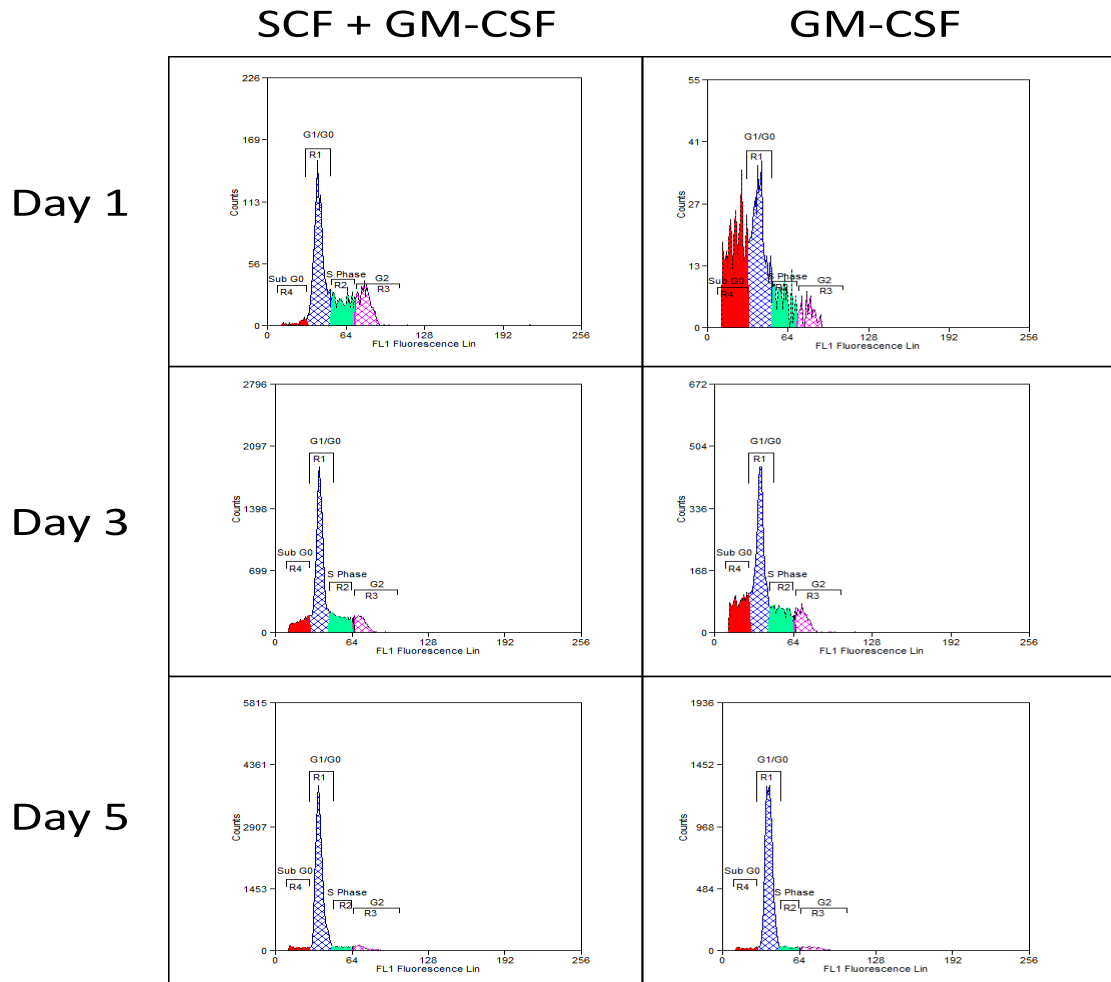 SCF + GM-CSF GM-CSF
Day 1
226
169
113
56
0
Counts
G1/G0
R1
Sub G0
R4
S Phase
R2
G2
R3
0 64 128 192 256
FL1 Fluorescence Lin
55
41
27
13
0
Counts
G1/G0
R1
Sub G0
R4
S Phase
G2
R3
0 64 128 192 256
FL1 Fluorescence Lin
Day 3
2796
2097
1398
699
0
Counts
G1/G0
R1
Sub G0
R4
S Phase
R2
G2
R3
0 64 128 192 256
FL1 Fluorescence Lin
672
504
336
168
0
Counts
G1/G0
R1
Sub G0
R4
S Phase
R2
G2
R3
0 64 128 192 256
FL1 Fluorescence Lin
Day 5
5815
4361
2907
1453
0
Counts
G1/G0
R1
Sub G0
R4
S Phase
R2
G2
R3
0 64 128 192 256
FL1 Fluorescence Lin
1936
1452
968
484
0
Counts
G1/G0
R1
Sub G0
R4
S Phase
R2
G2
R3
0 64 128 192 256
FL1 Fluorescence Lin